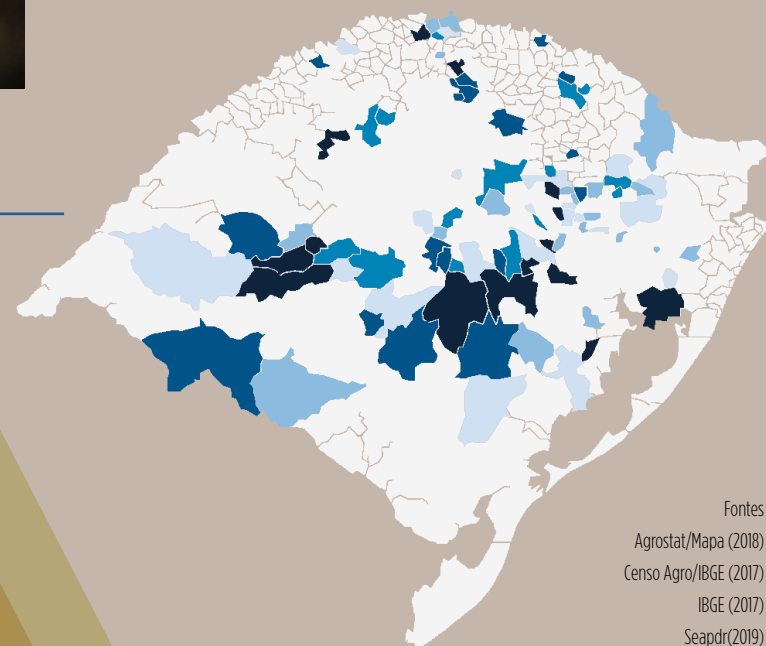 Fontes
Agrostat/Mapa (2018)
Censo Agro/IBGE (2017)
IBGE (2017)
Seapdr(2019)